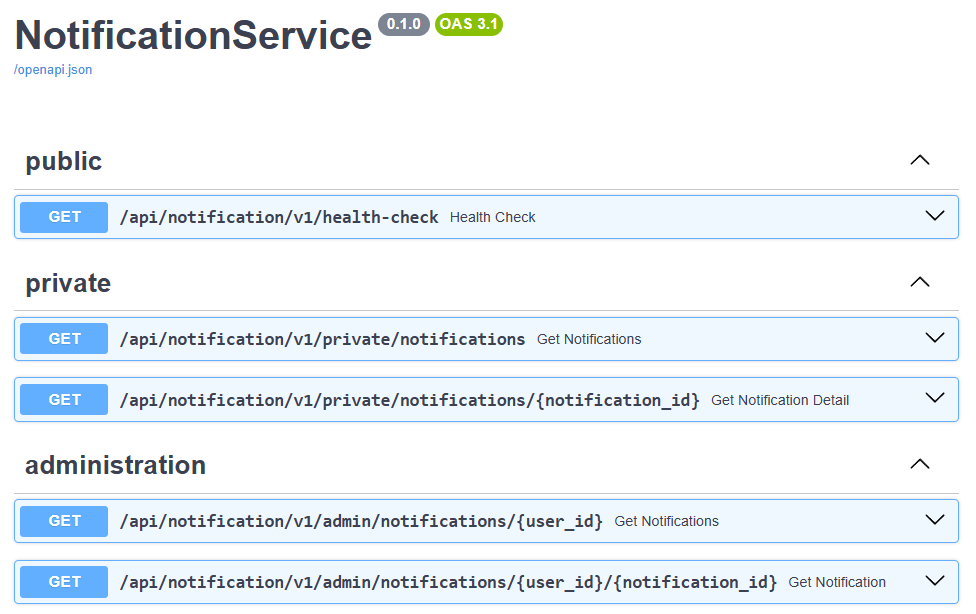 NotificationService 0.1.0 OAS 3.1
/openapi.json
public
GET /api/notification/v1/health-check Health Check
private
GET /api/notification/v1/private/notifications Get Notifications
GET /api/notification/v1/private/notifications/{notification_id} Get Notification Detail
administration
GET /api/notification/v1/admin/notifications/{user_id} Get Notifications
GET /api/notification/v1/admin/notifications/{user_id}/{notification_id} Get Notification